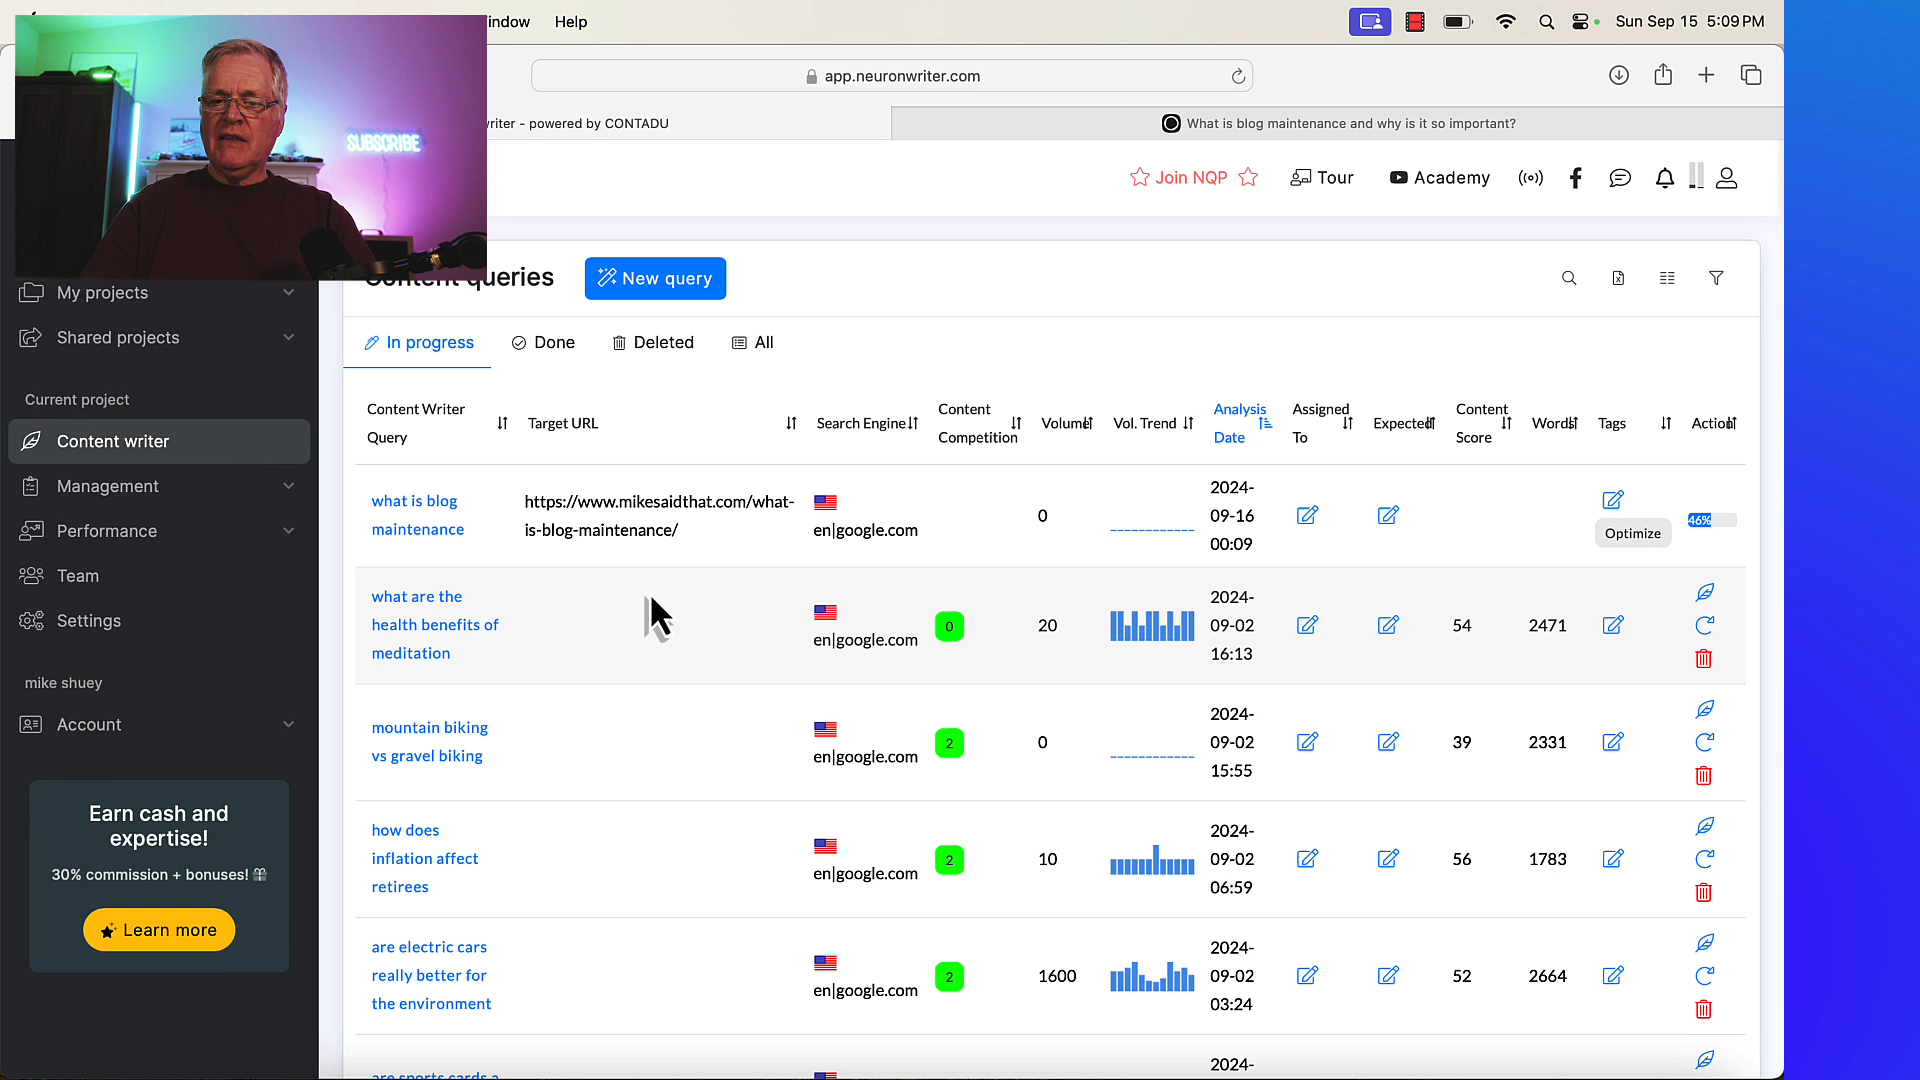 Window Help
Sun Sep 15 5:09 PM
app.neuronwriter.com
writer - powered by CONTADU
What is blog maintenance and why is it so important?
SUBSCRIBE
Join NQP
Tour
Academy
Content queries
New query
My projects
Shared projects
Current project
Content writer
Management
Performance
Team
Settings
mike shuey
Account
Earn cash and
expertise!
30% commission + bonuses!
Learn more
In progress
Done
Deleted
All
Content Writer
Query
Target URL
Search Engine
Content
Competition
Volume
Vol. Trend
Analysis
Date
Assigned
To
Expected
Content
Score
Words
Tags
Action
what is blog
maintenance
https://www.mikesaidthat.com/what-
is-blog-maintenance/
en|google.com
0
2024-
09-16
00:09
Optimize
46%
what are the
health benefits of
meditation
en|google.com
0
20
2024-
09-02
16:13
54
2471
mountain biking
vs gravel biking
en|google.com
2
0
2024-
09-02
15:55
39
2331
how does
inflation affect
retirees
en|google.com
2
10
2024-
09-02
06:59
56
1783
are electric cars
really better for
the environment
en|google.com
2
1600
2024-
09-02
03:24
52
2664
are sports cards a
2024-